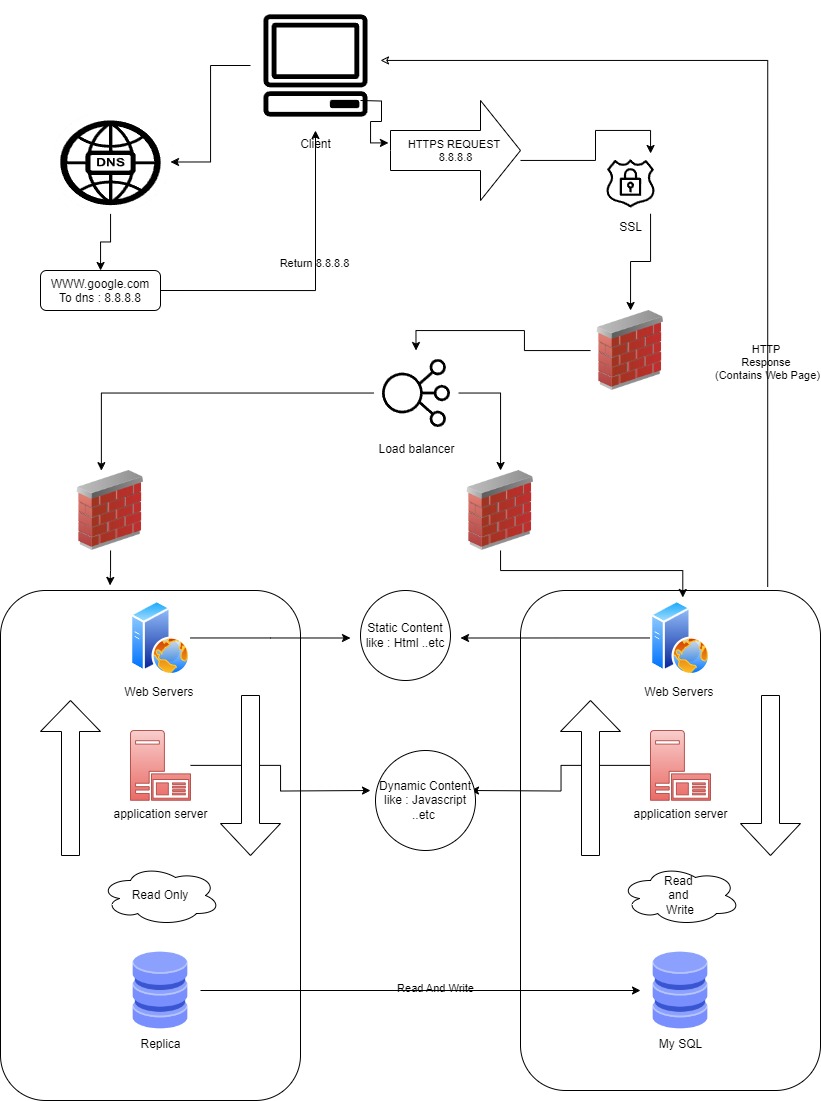 Client
DNS
HTTPS REQUEST
8.8.8.8
SSL
WWW.google.com
To dns : 8.8.8.8
Return 8.8.8.8
HTTP
Response
(Contains Web Page)
Load balancer
Static Content
like : Html ..etc
Web Servers
Web Servers
Dynamic Content
like : Javascript
..etc
application server
application server
Read Only
Read
and
Write
Read And Write
Replica
My SQL